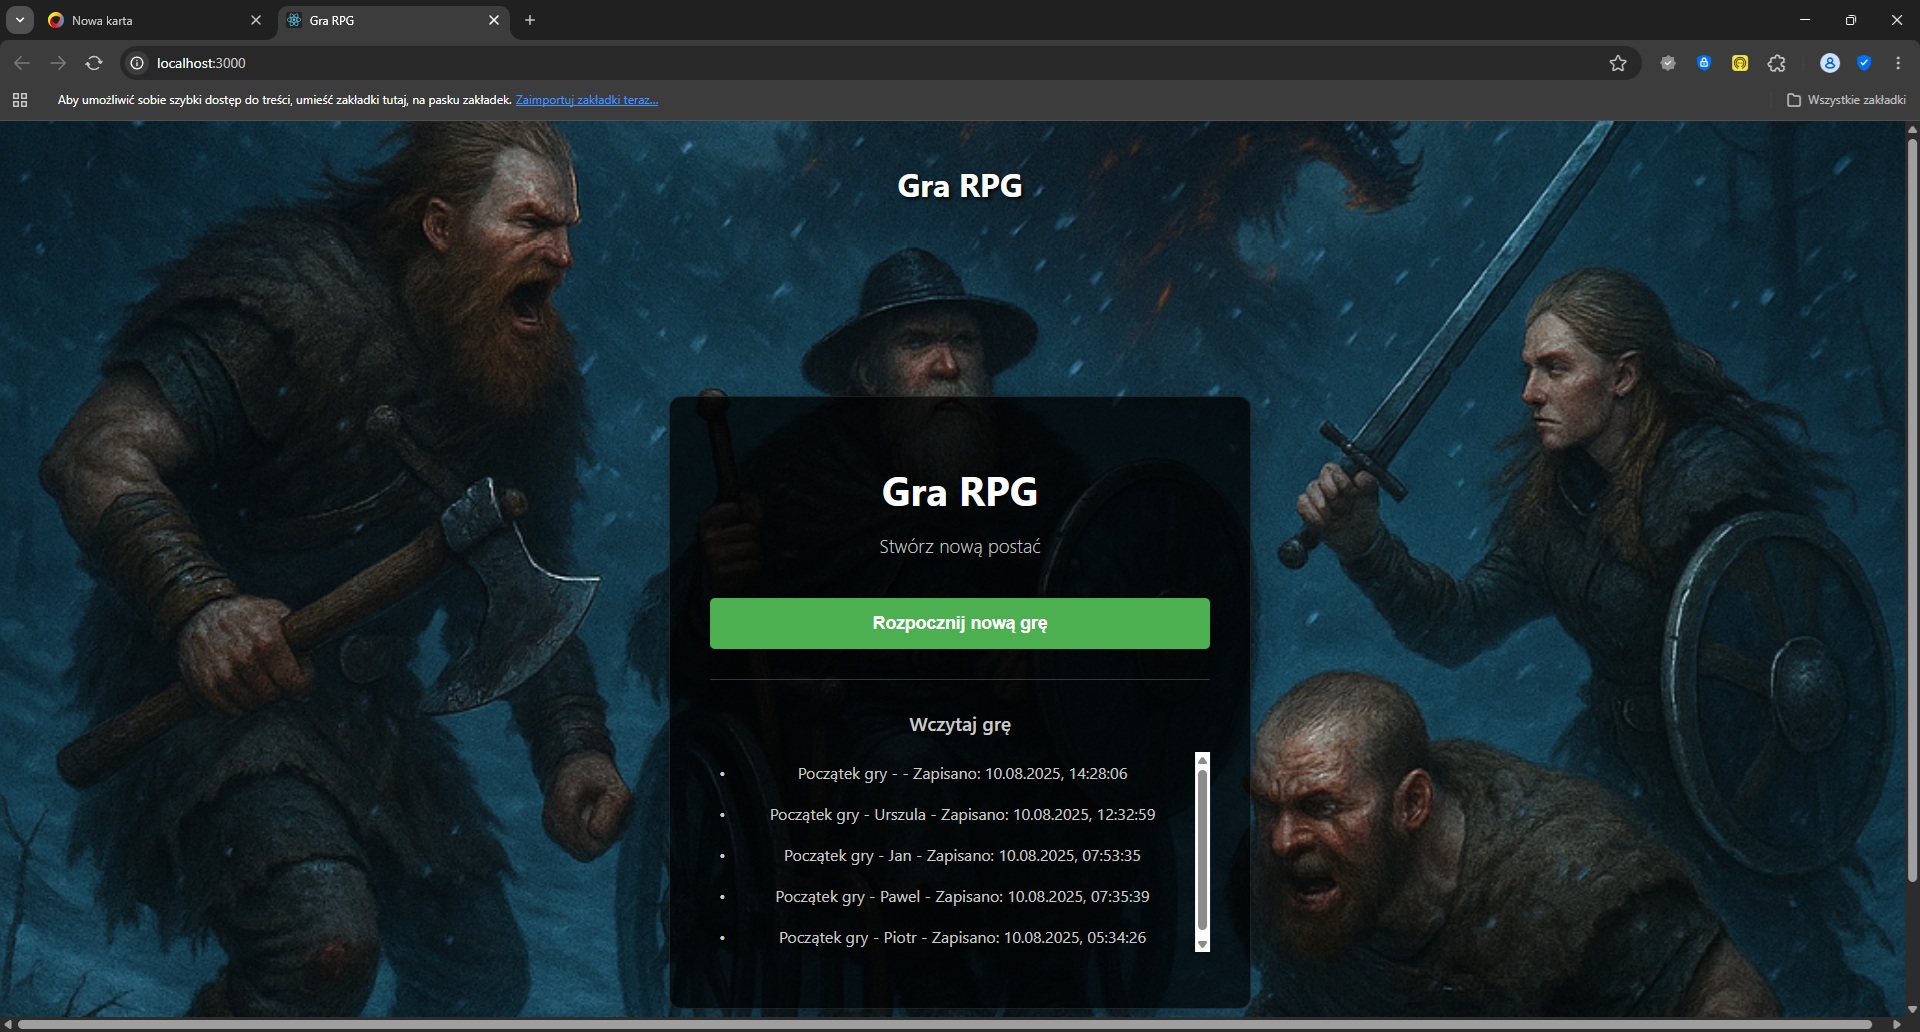 Nowa karta
Gra RPG
localhost:3000
Aby umożliwić sobie szybki dostęp do treści, umieść zakładki tutaj, na pasku zakładek. Zaimportuj zakładki teraz...
Wszystkie zakładki
Gra RPG
Gra RPG
Stwórz nową postać
Rozpocznij nową grę
Wczytaj grę
• Początek gry - - Zapisano: 10.08.2025, 14:28:06
• Początek gry - Urszula - Zapisano: 10.08.2025, 12:32:59
• Początek gry - Jan - Zapisano: 10.08.2025, 07:53:35
• Początek gry - Pawel - Zapisano: 10.08.2025, 07:35:39
• Początek gry - Piotr - Zapisano: 10.08.2025, 05:34:26